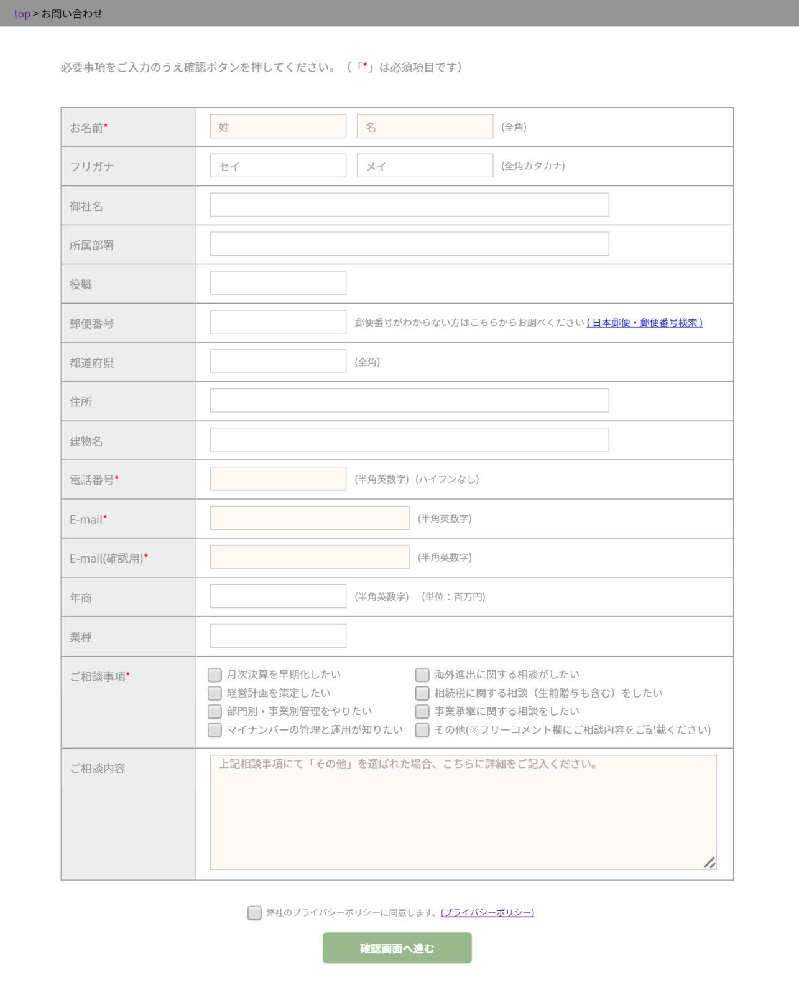 top > お問い合わせ
必要事項をご入力のうえ確認ボタンを押してください。（「*」は必須項目です）
お名前* 姓 名 (全角)
フリガナ セイ メイ (全角カタカナ)
御社名
所属部署
役職
郵便番号 郵便番号がわからない方はこちらからお調べください ( 日本郵便・郵便番号検索 )
都道府県 (全角)
住所
建物名
電話番号* (半角英数字) (ハイフンなし)
E-mail* (半角英数字)
E-mail(確認用)* (半角英数字)
年商 (半角英数字) (単位：百万円)
業種
ご相談事項* 月次決算を早期化したい 海外進出に関する相談がしたい
経営計画を策定したい 相続税に関する相談（生前贈与も含む）をしたい
部門別・事業別管理をやりたい 事業承継に関する相談をしたい
マイナンバーの管理と運用が知りたい その他(※フリーコメント欄にご相談内容をご記載ください)
ご相談内容 上記相談事項にて「その他」を選ばれた場合、こちらに詳細をご記入ください。
弊社のプライバシーポリシーに同意します。(プライバシーポリシー)
確認画面へ進む